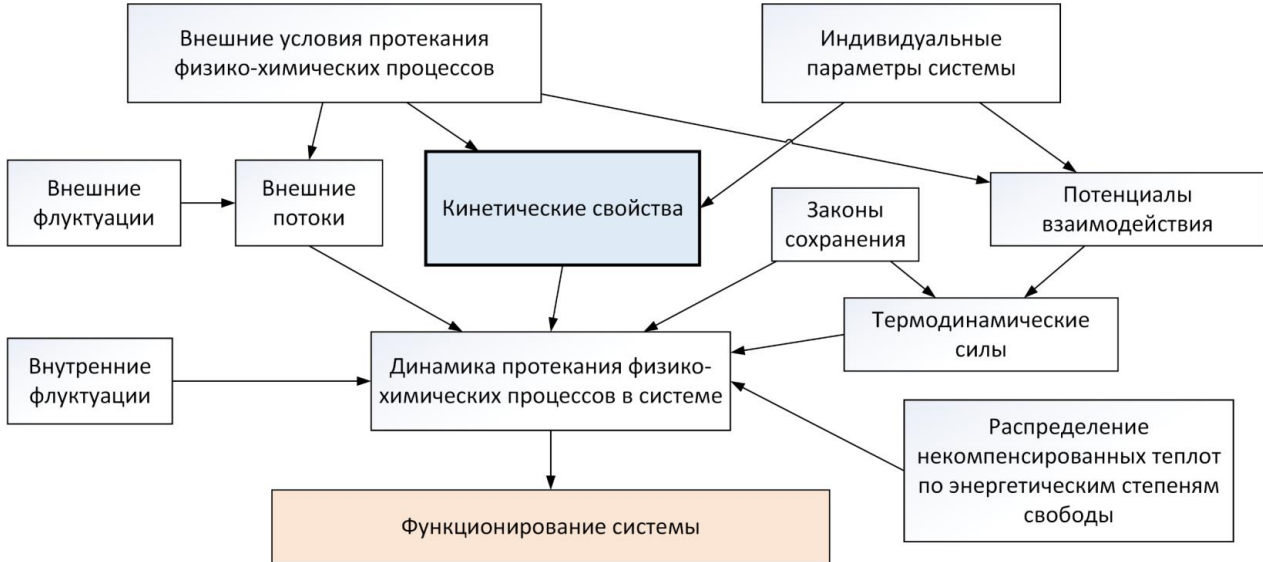 Внешние условия протекания
физико-химических процессов
Индивидуальные
параметры системы
Внешние
флуктуации
Внешние
потоки
Кинетические свойства
Законы
сохранения
Потенциалы
взаимодействия
Термодинамические
силы
Внутренние
флуктуации
Динамика протекания физико-
химических процессов в системе
Распределение
некомпенсированных теплот
по энергетическим степеням
свободы
Функционирование системы